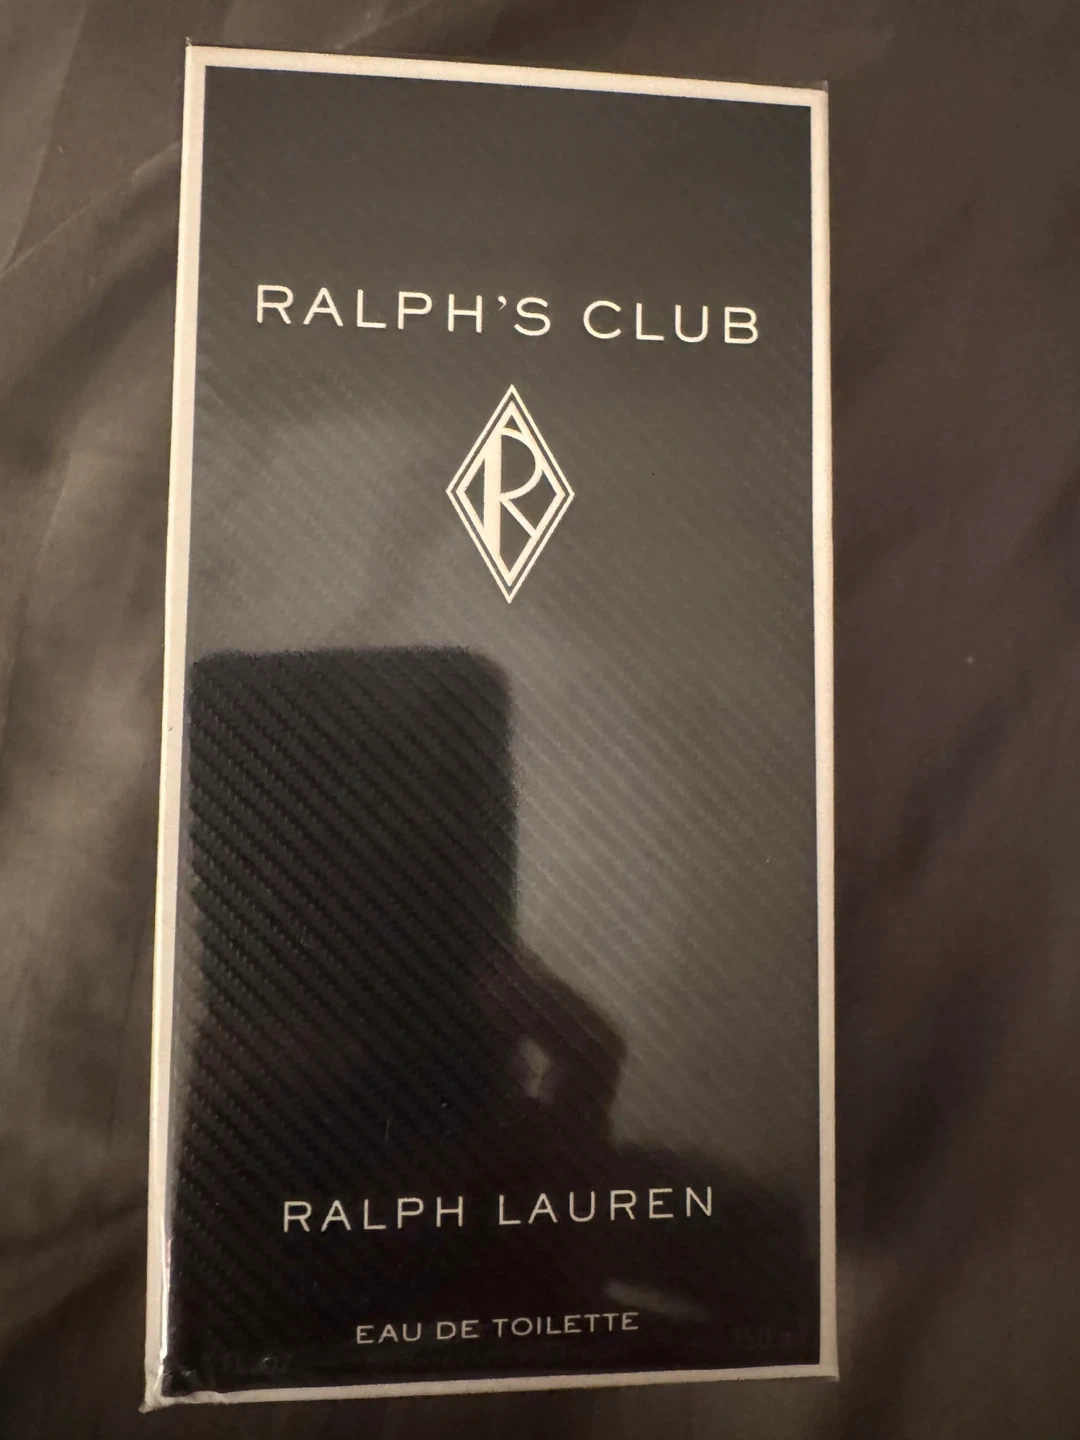 RALPH'S CLUB
R
RALPH LAUREN
EAU DE TOILETTE